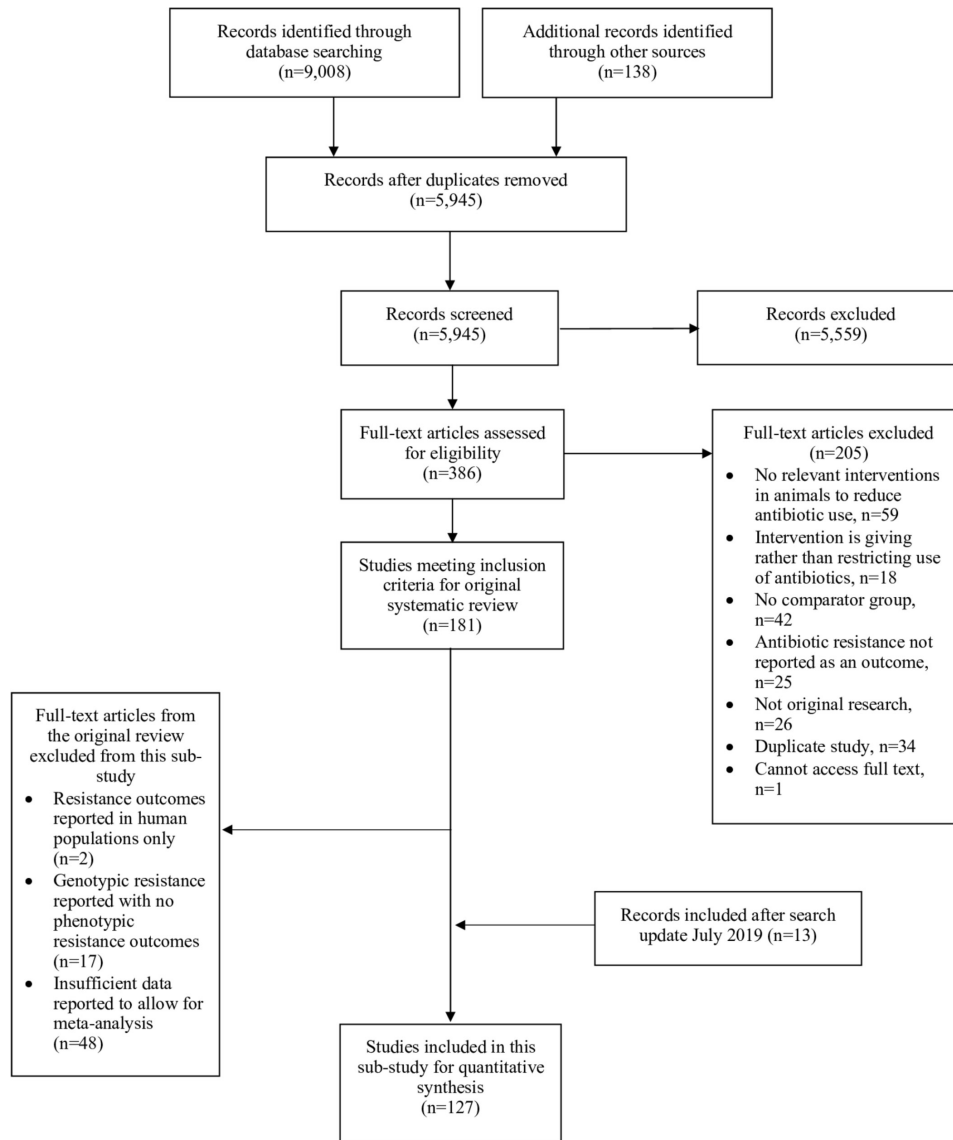 Records identified through
database searching
(n=9,008)
Additional records identified
through other sources
(n=138)
Records after duplicates removed
(n=5,945)
Records screened
(n=5,945)
Records excluded
(n=5,559)
Full-text articles assessed
for eligibility
(n=386)
Full-text articles excluded
(n=205)
• No relevant interventions
in animals to reduce
antibiotic use, n=59
• Intervention is giving
rather than restricting use
of antibiotics, n=18
• No comparator group,
n=42
• Antibiotic resistance not
reported as an outcome,
n=25
• Not original research,
n=26
• Duplicate study, n=34
• Cannot access full text,
n=1
Studies meeting inclusion
criteria for original
systematic review
(n=181)
Full-text articles from
the original review
excluded from this sub-
study
• Resistance outcomes
reported in human
populations only
(n=2)
• Genotypic resistance
reported with no
phenotypic
resistance outcomes
(n=17)
• Insufficient data
reported to allow for
meta-analysis
(n=48)
Records included after search
update July 2019 (n=13)
Studies included in this
sub-study for quantitative
synthesis
(n=127)